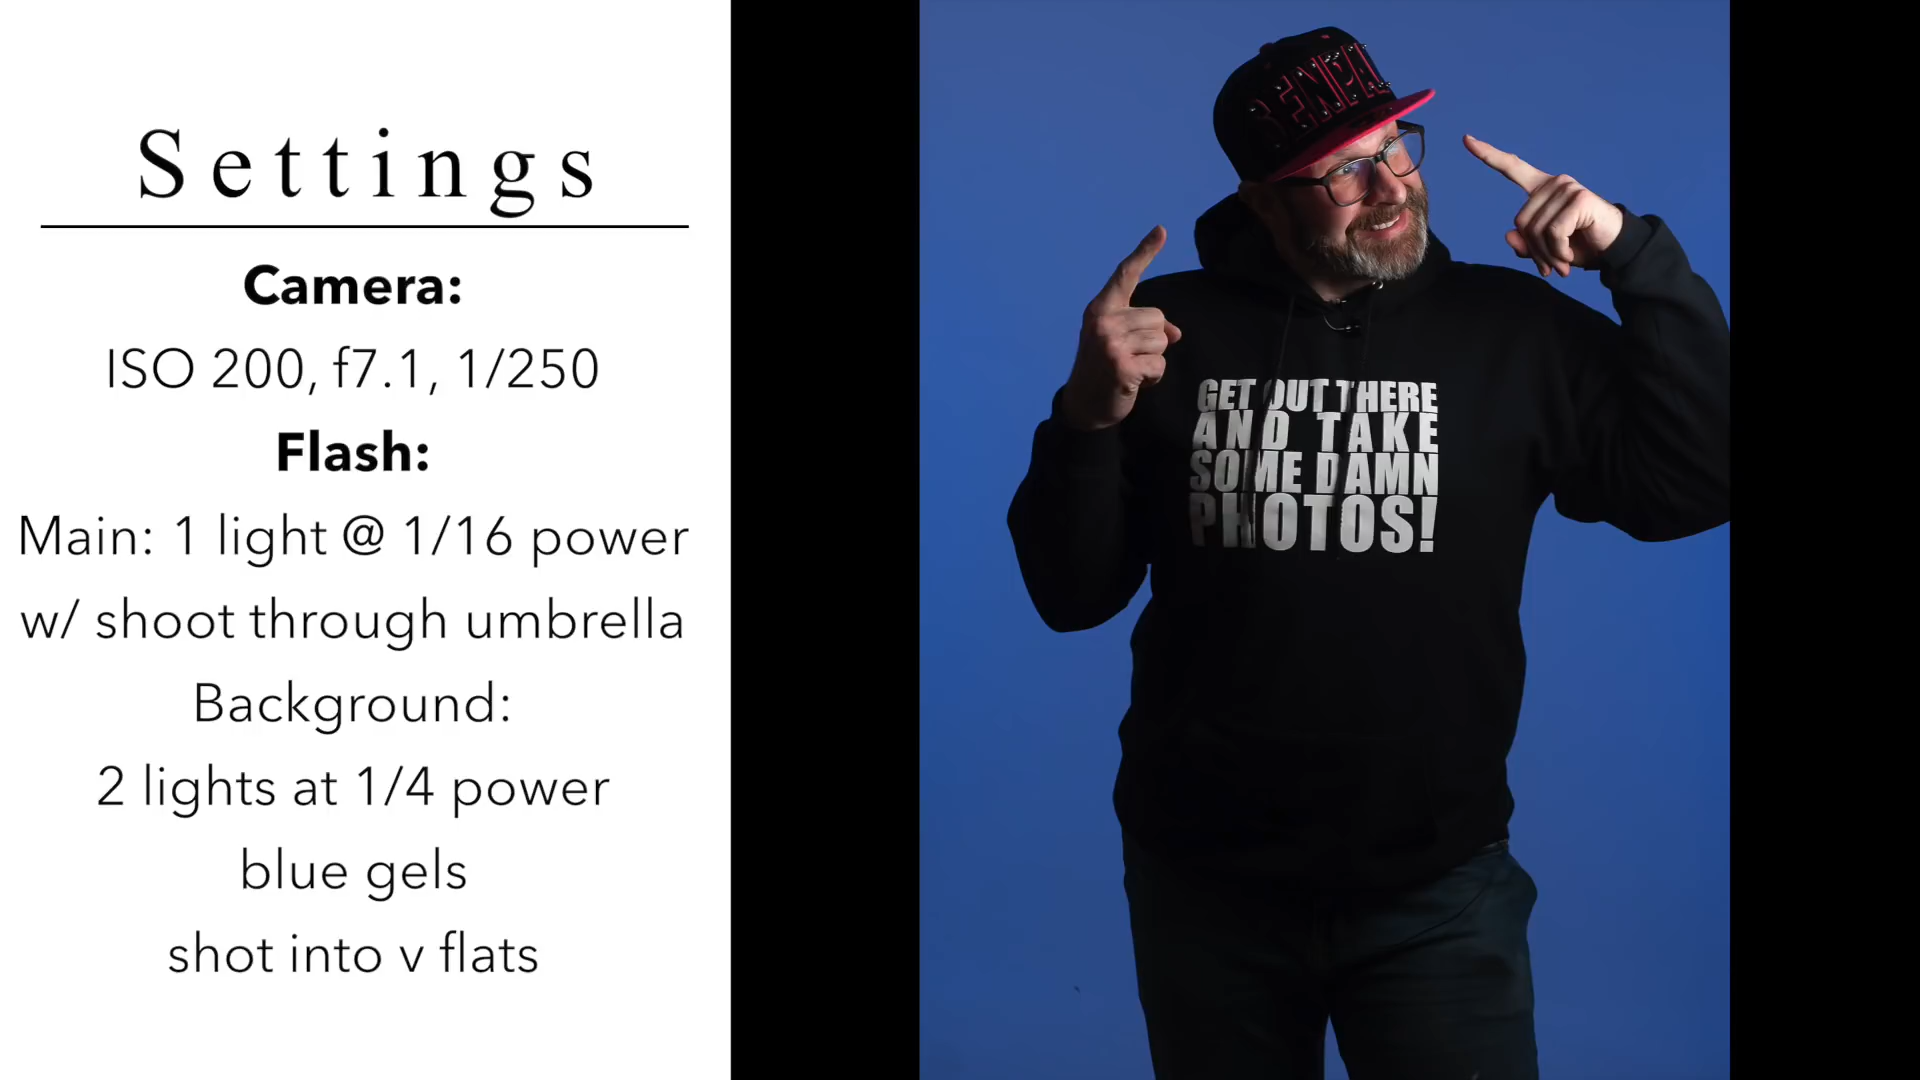 Settings
Camera:
ISO 200, f7.1, 1/250
Flash:
Main: 1 light @ 1/16 power
w/ shoot through umbrella
Background:
2 lights at 1/4 power
blue gels
shot into v flats
SENPAI
GET OUT THERE
AND TAKE
SOME DAMN
PHOTOS!